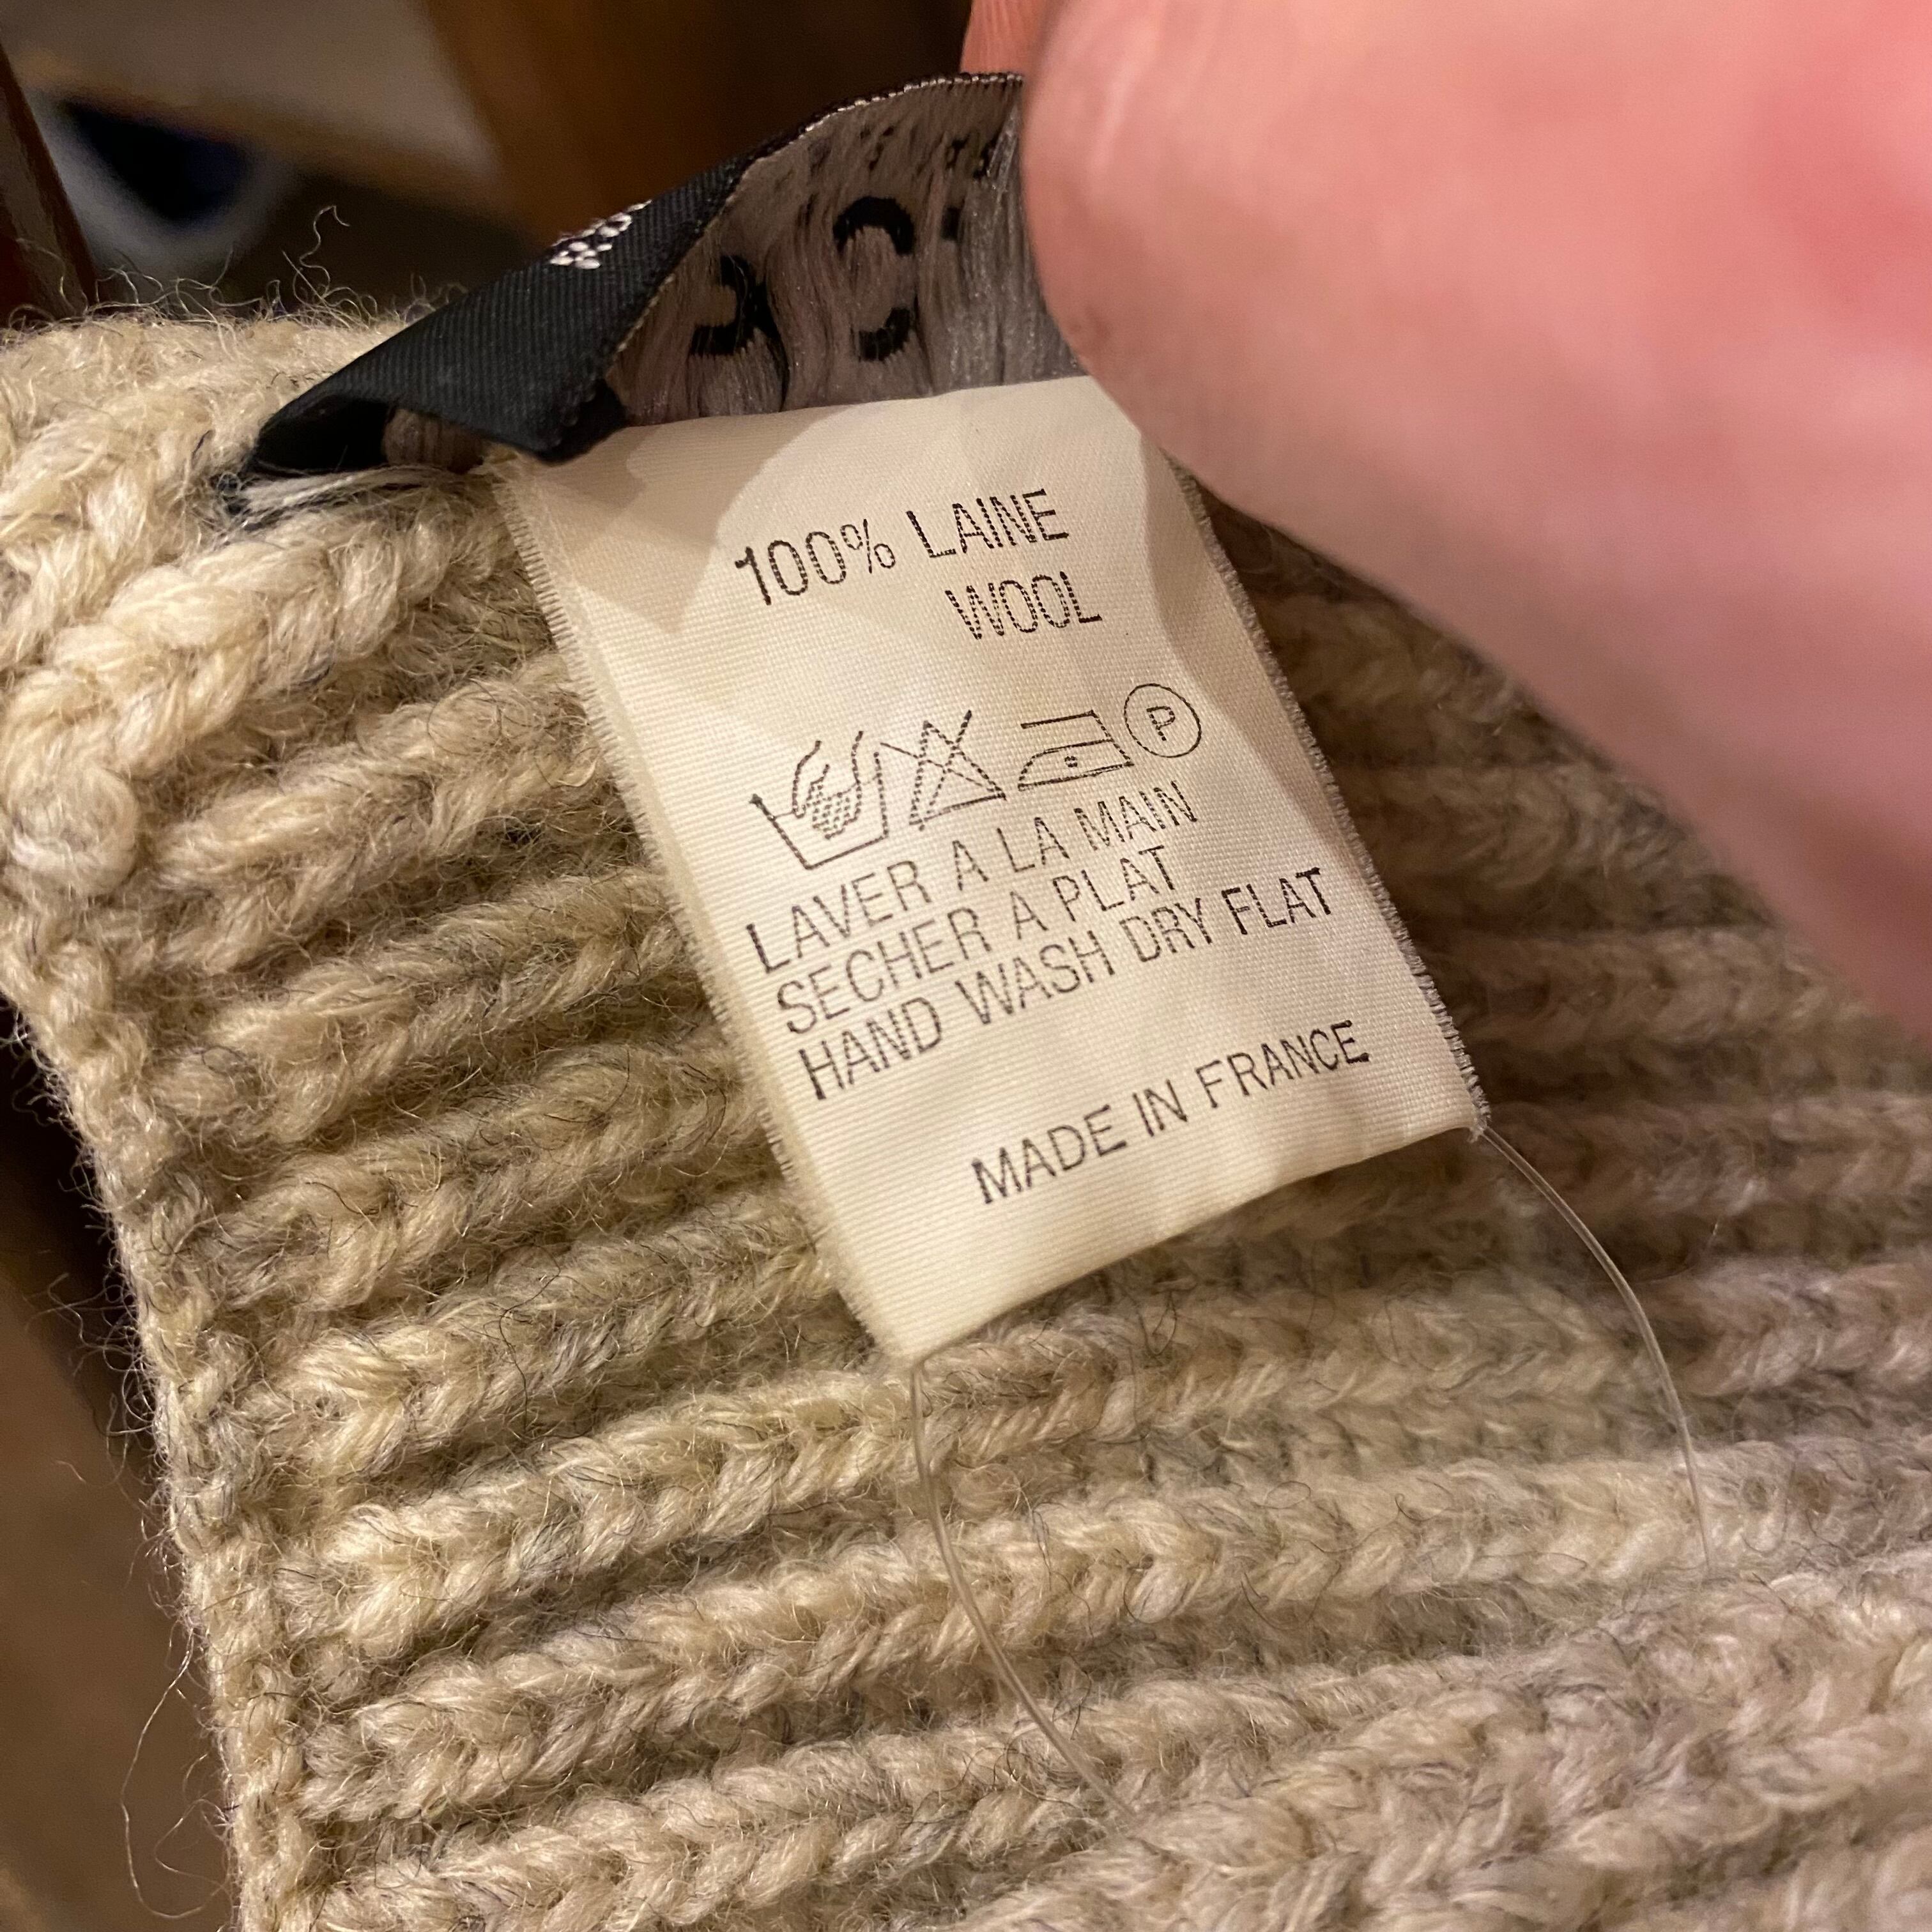 100% LAINE
WOOL
P
LAVER A LA MAIN
SECHER A PLAT
HAND WASH DRY FLAT
MADE IN FRANCE